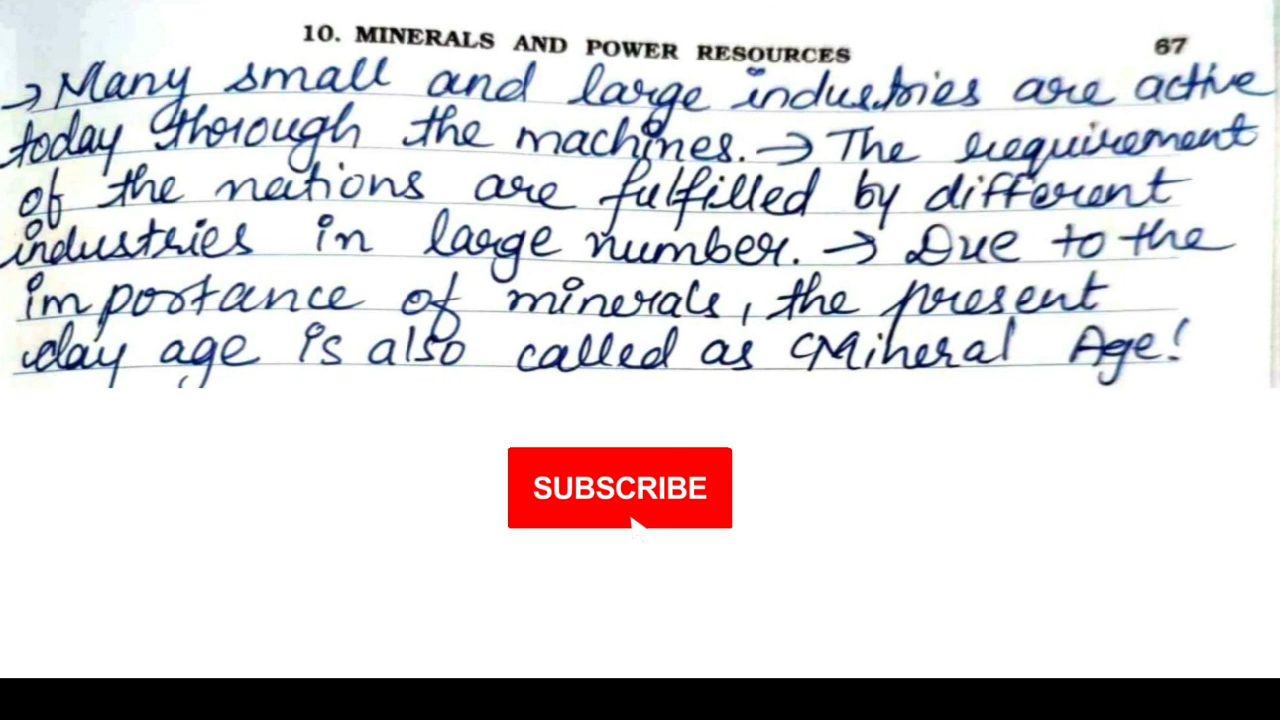 10. MINERALS AND POWER RESOURCES 67
→ Many small and large industries are active
today thorough the machines. → The requirement
of the nations are fulfilled by different
industries in large number. → Due to the
importance of minerals, the present
day age is also called as Mineral Age!
SUBSCRIBE